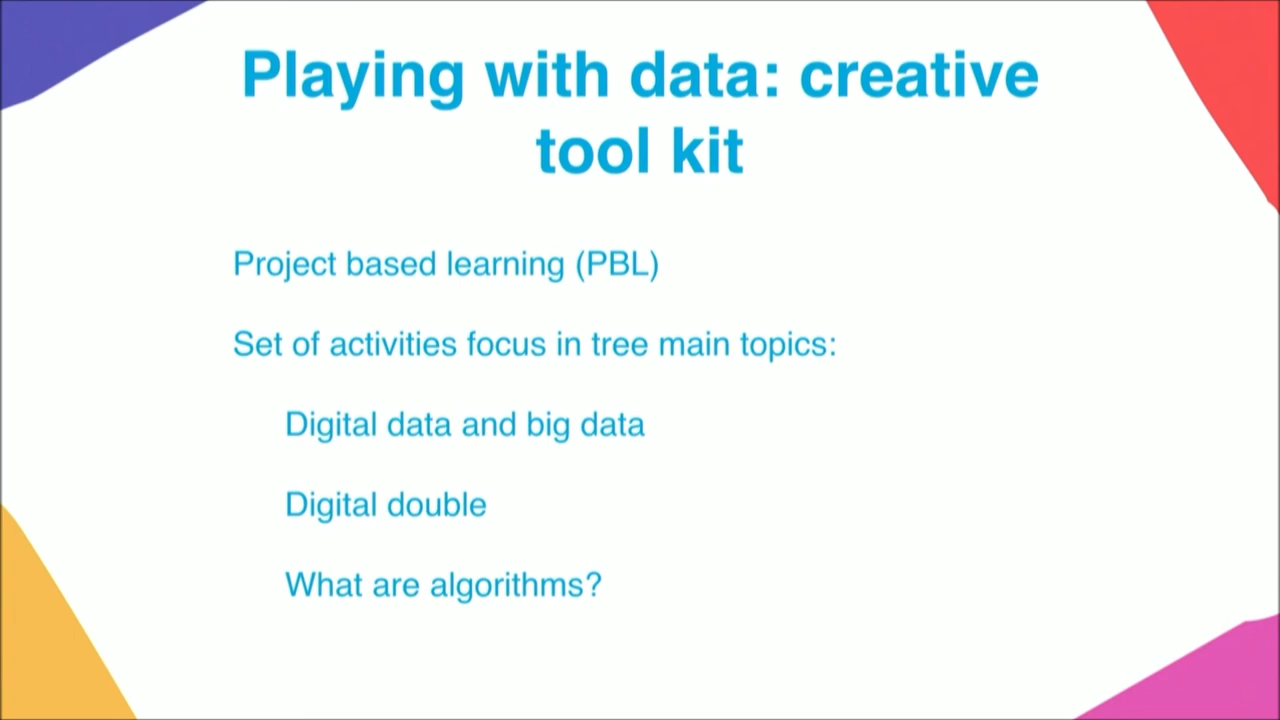 Playing with data: creative
tool kit
Project based learning (PBL)
Set of activities focus in tree main topics:
Digital data and big data
Digital double
What are algorithms?